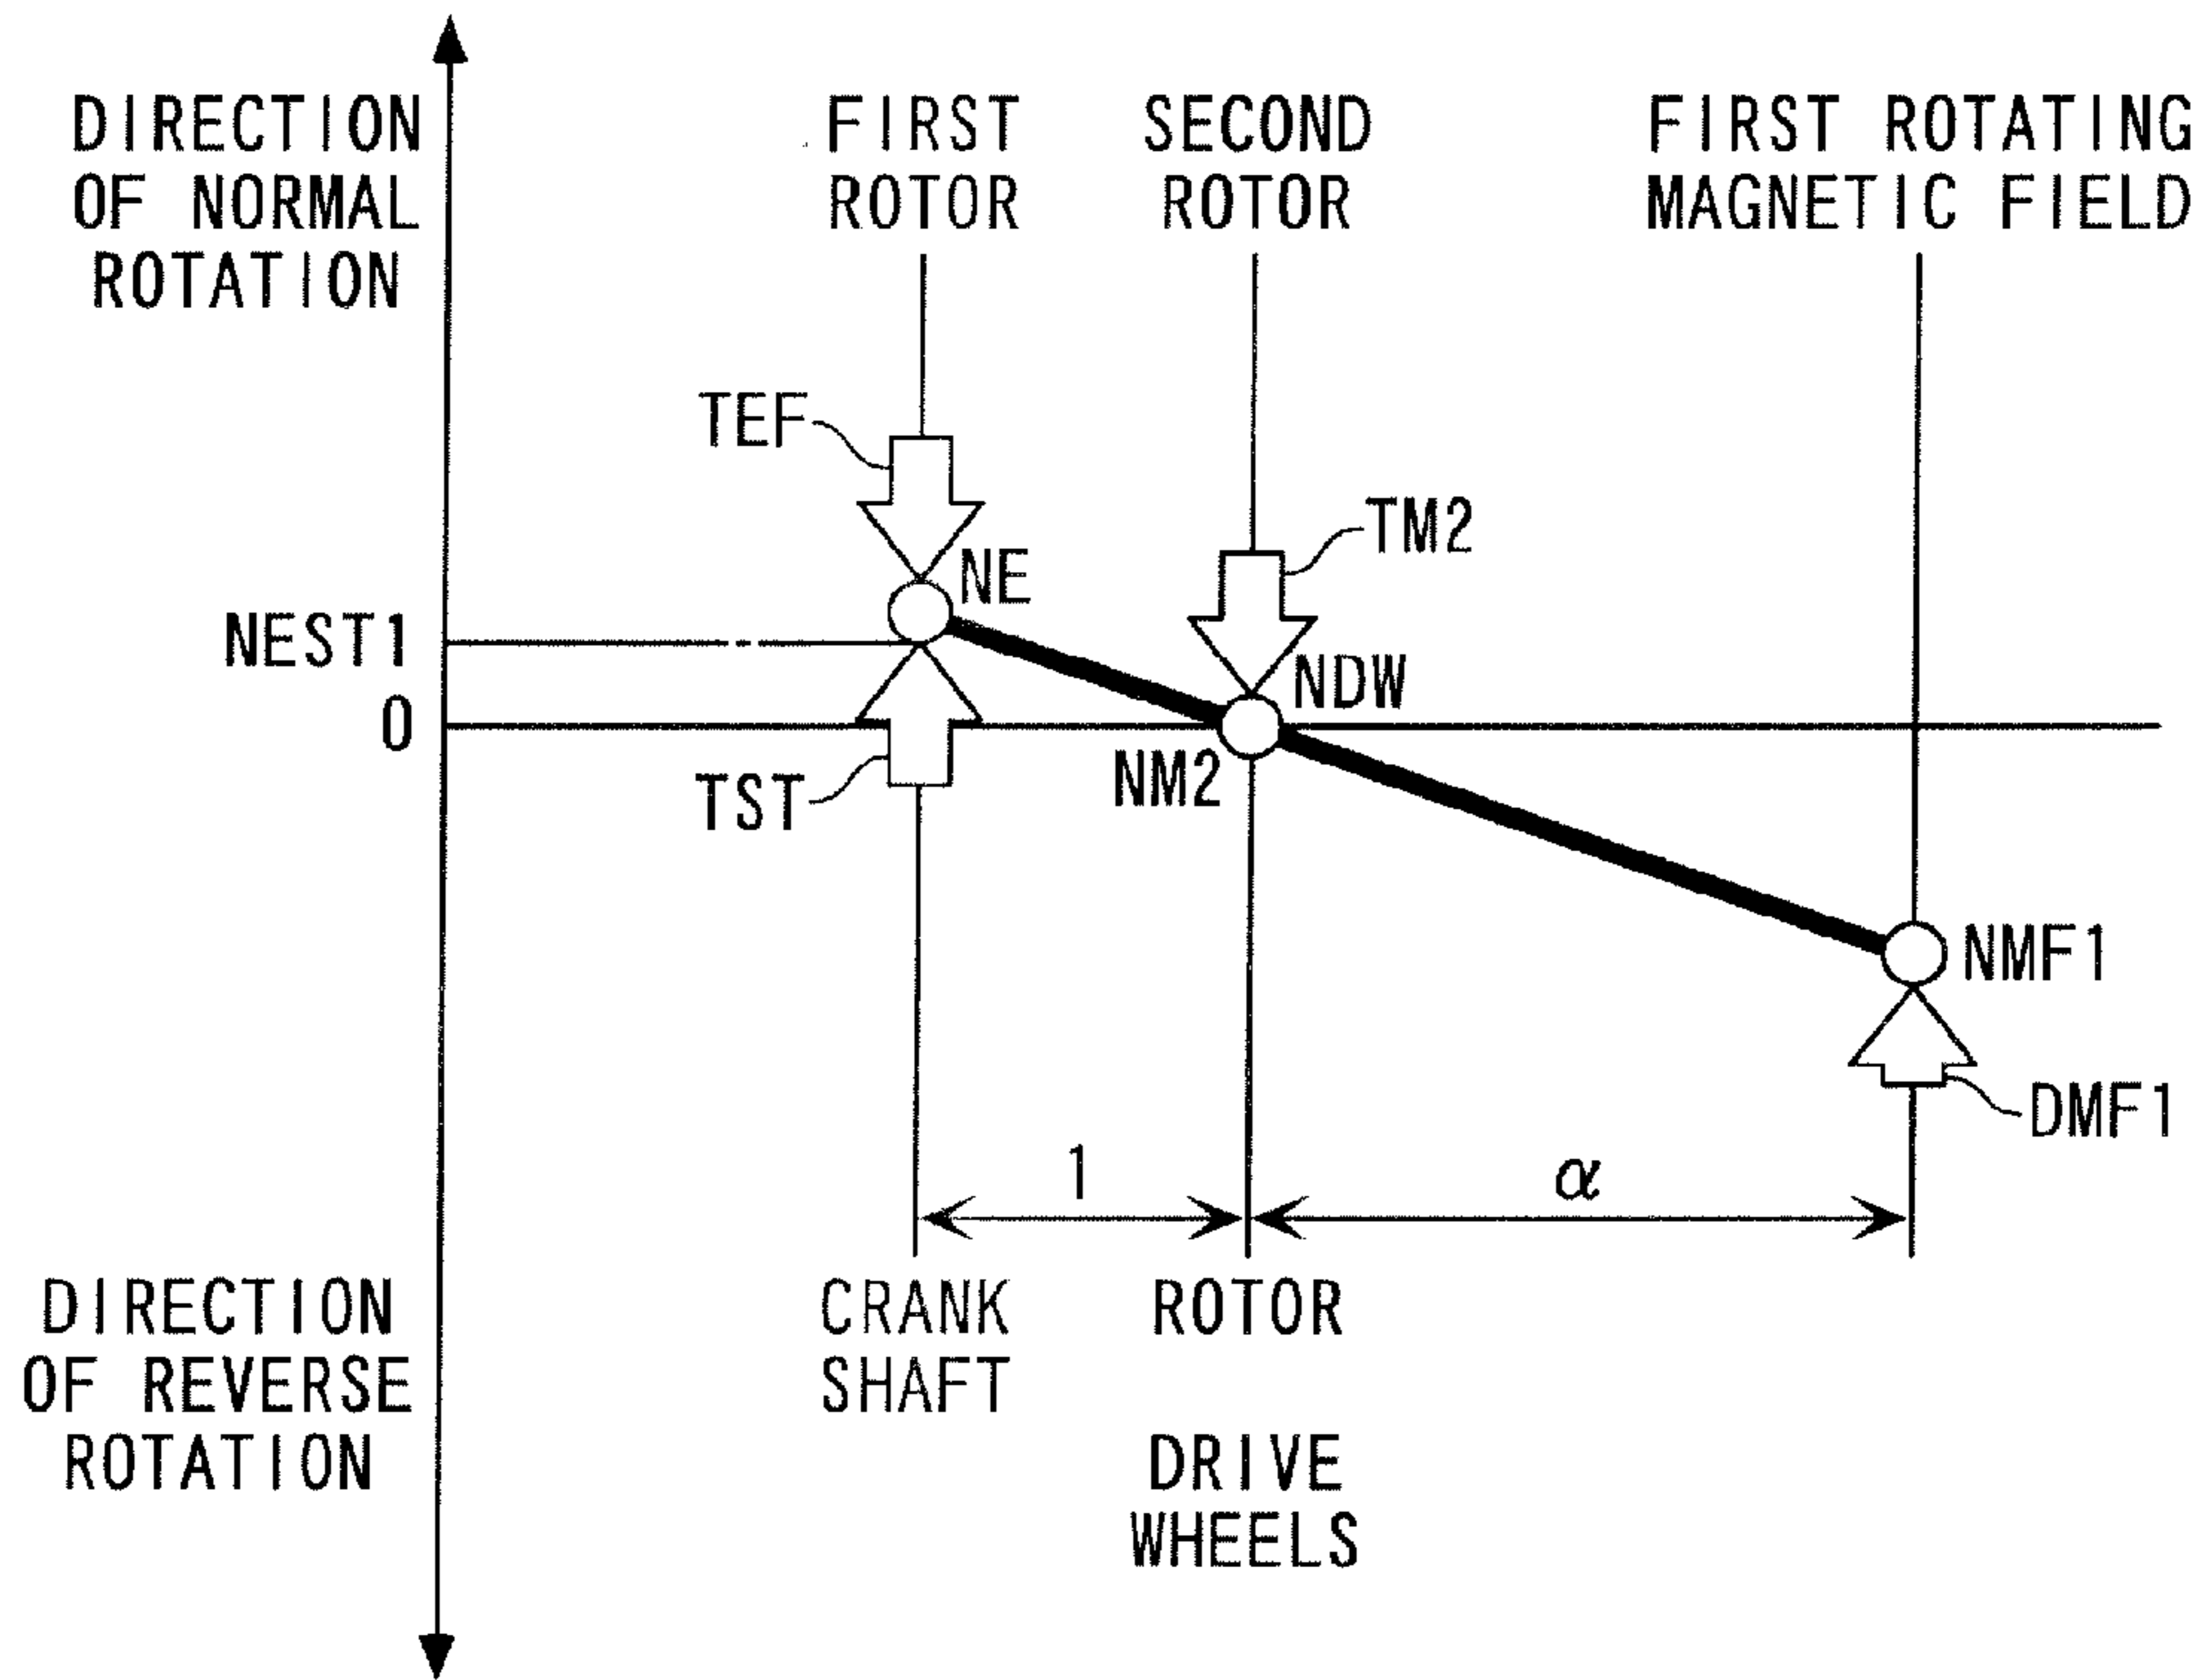 DIRECTION
OF NORMAL
ROTATION
FIRST
ROTOR
SECOND
ROTOR
FIRST ROTATING
MAGNETIC FIELD
TEF
NE
TM2
NEST1
NDW
0
NM2
TST
NMF1
DMF1
1
α
DIRECTION
OF REVERSE
ROTATION
CRANK
SHAFT
ROTOR
DRIVE
WHEELS